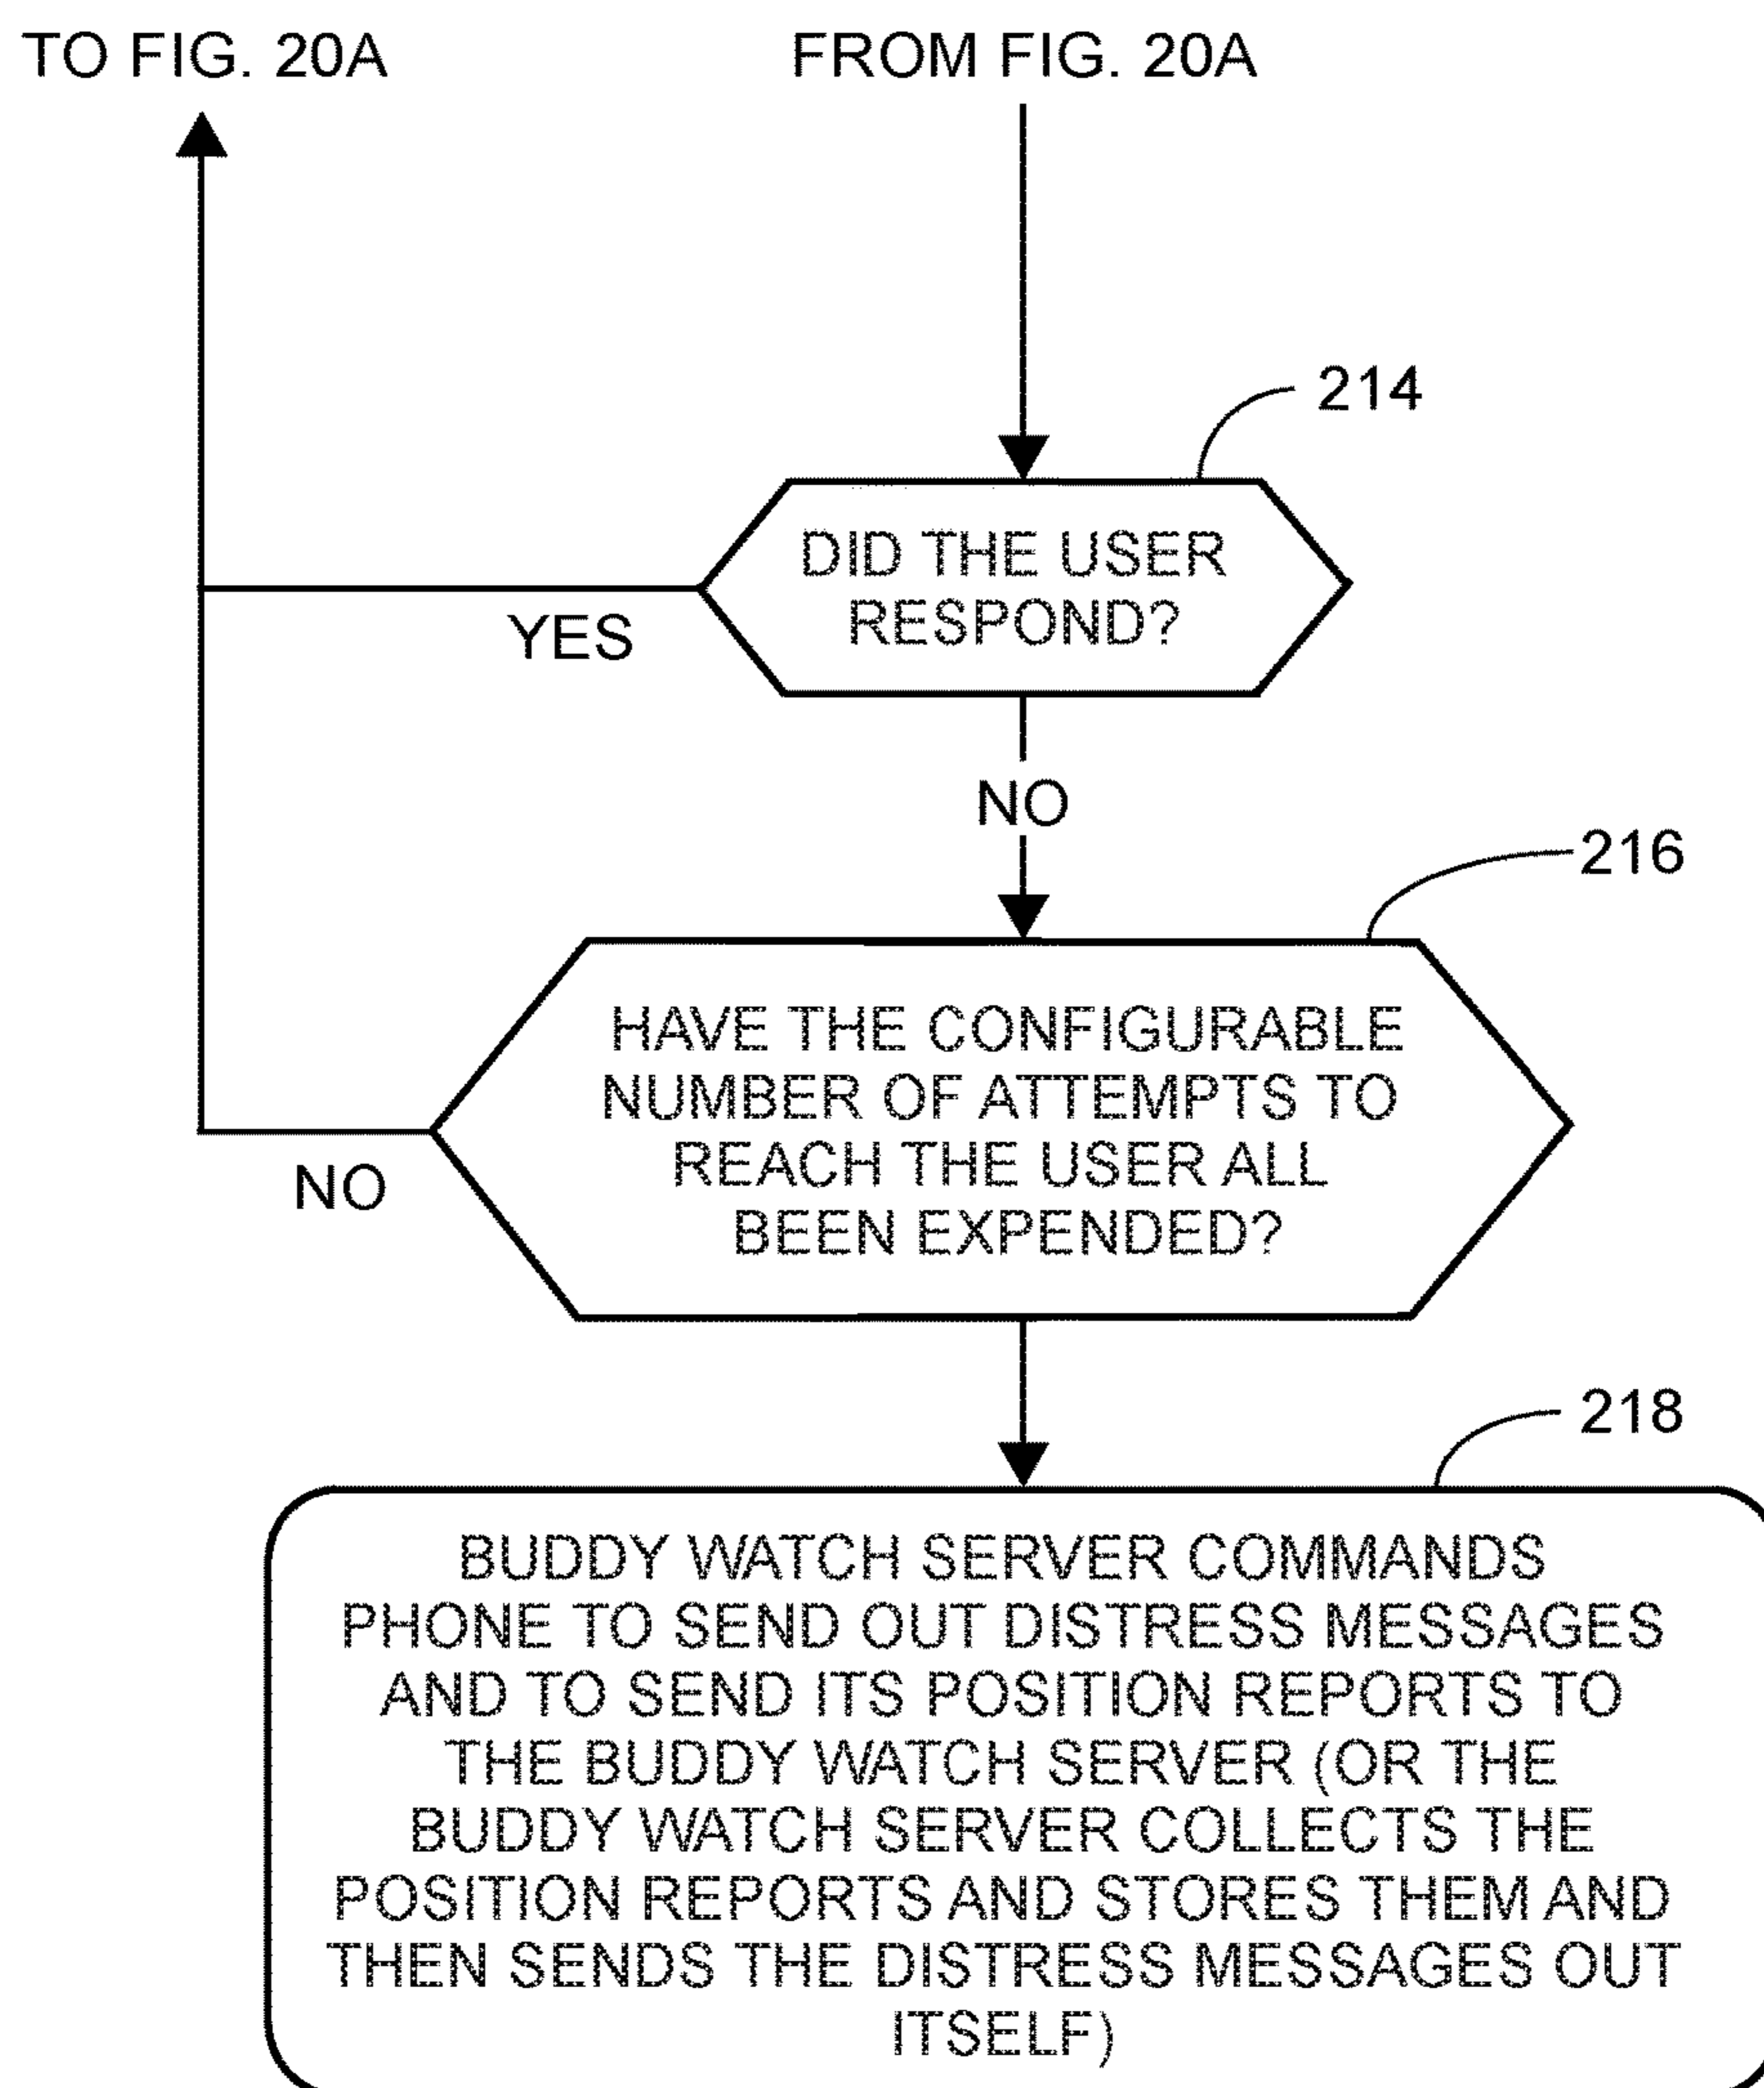 TO FIG. 20A
FROM FIG. 20A
214
DID THE USER
RESPOND?
YES
NO
216
HAVE THE CONFIGURABLE
NUMBER OF ATTEMPTS TO
REACH THE USER ALL
BEEN EXPENDED?
NO
218
BUDDY WATCH SERVER COMMANDS
PHONE TO SEND OUT DISTRESS MESSAGES
AND TO SEND ITS POSITION REPORTS TO
THE BUDDY WATCH SERVER (OR THE
BUDDY WATCH SERVER COLLECTS THE
POSITION REPORTS AND STORES THEM AND
THEN SENDS THE DISTRESS MESSAGES OUT
ITSELF)